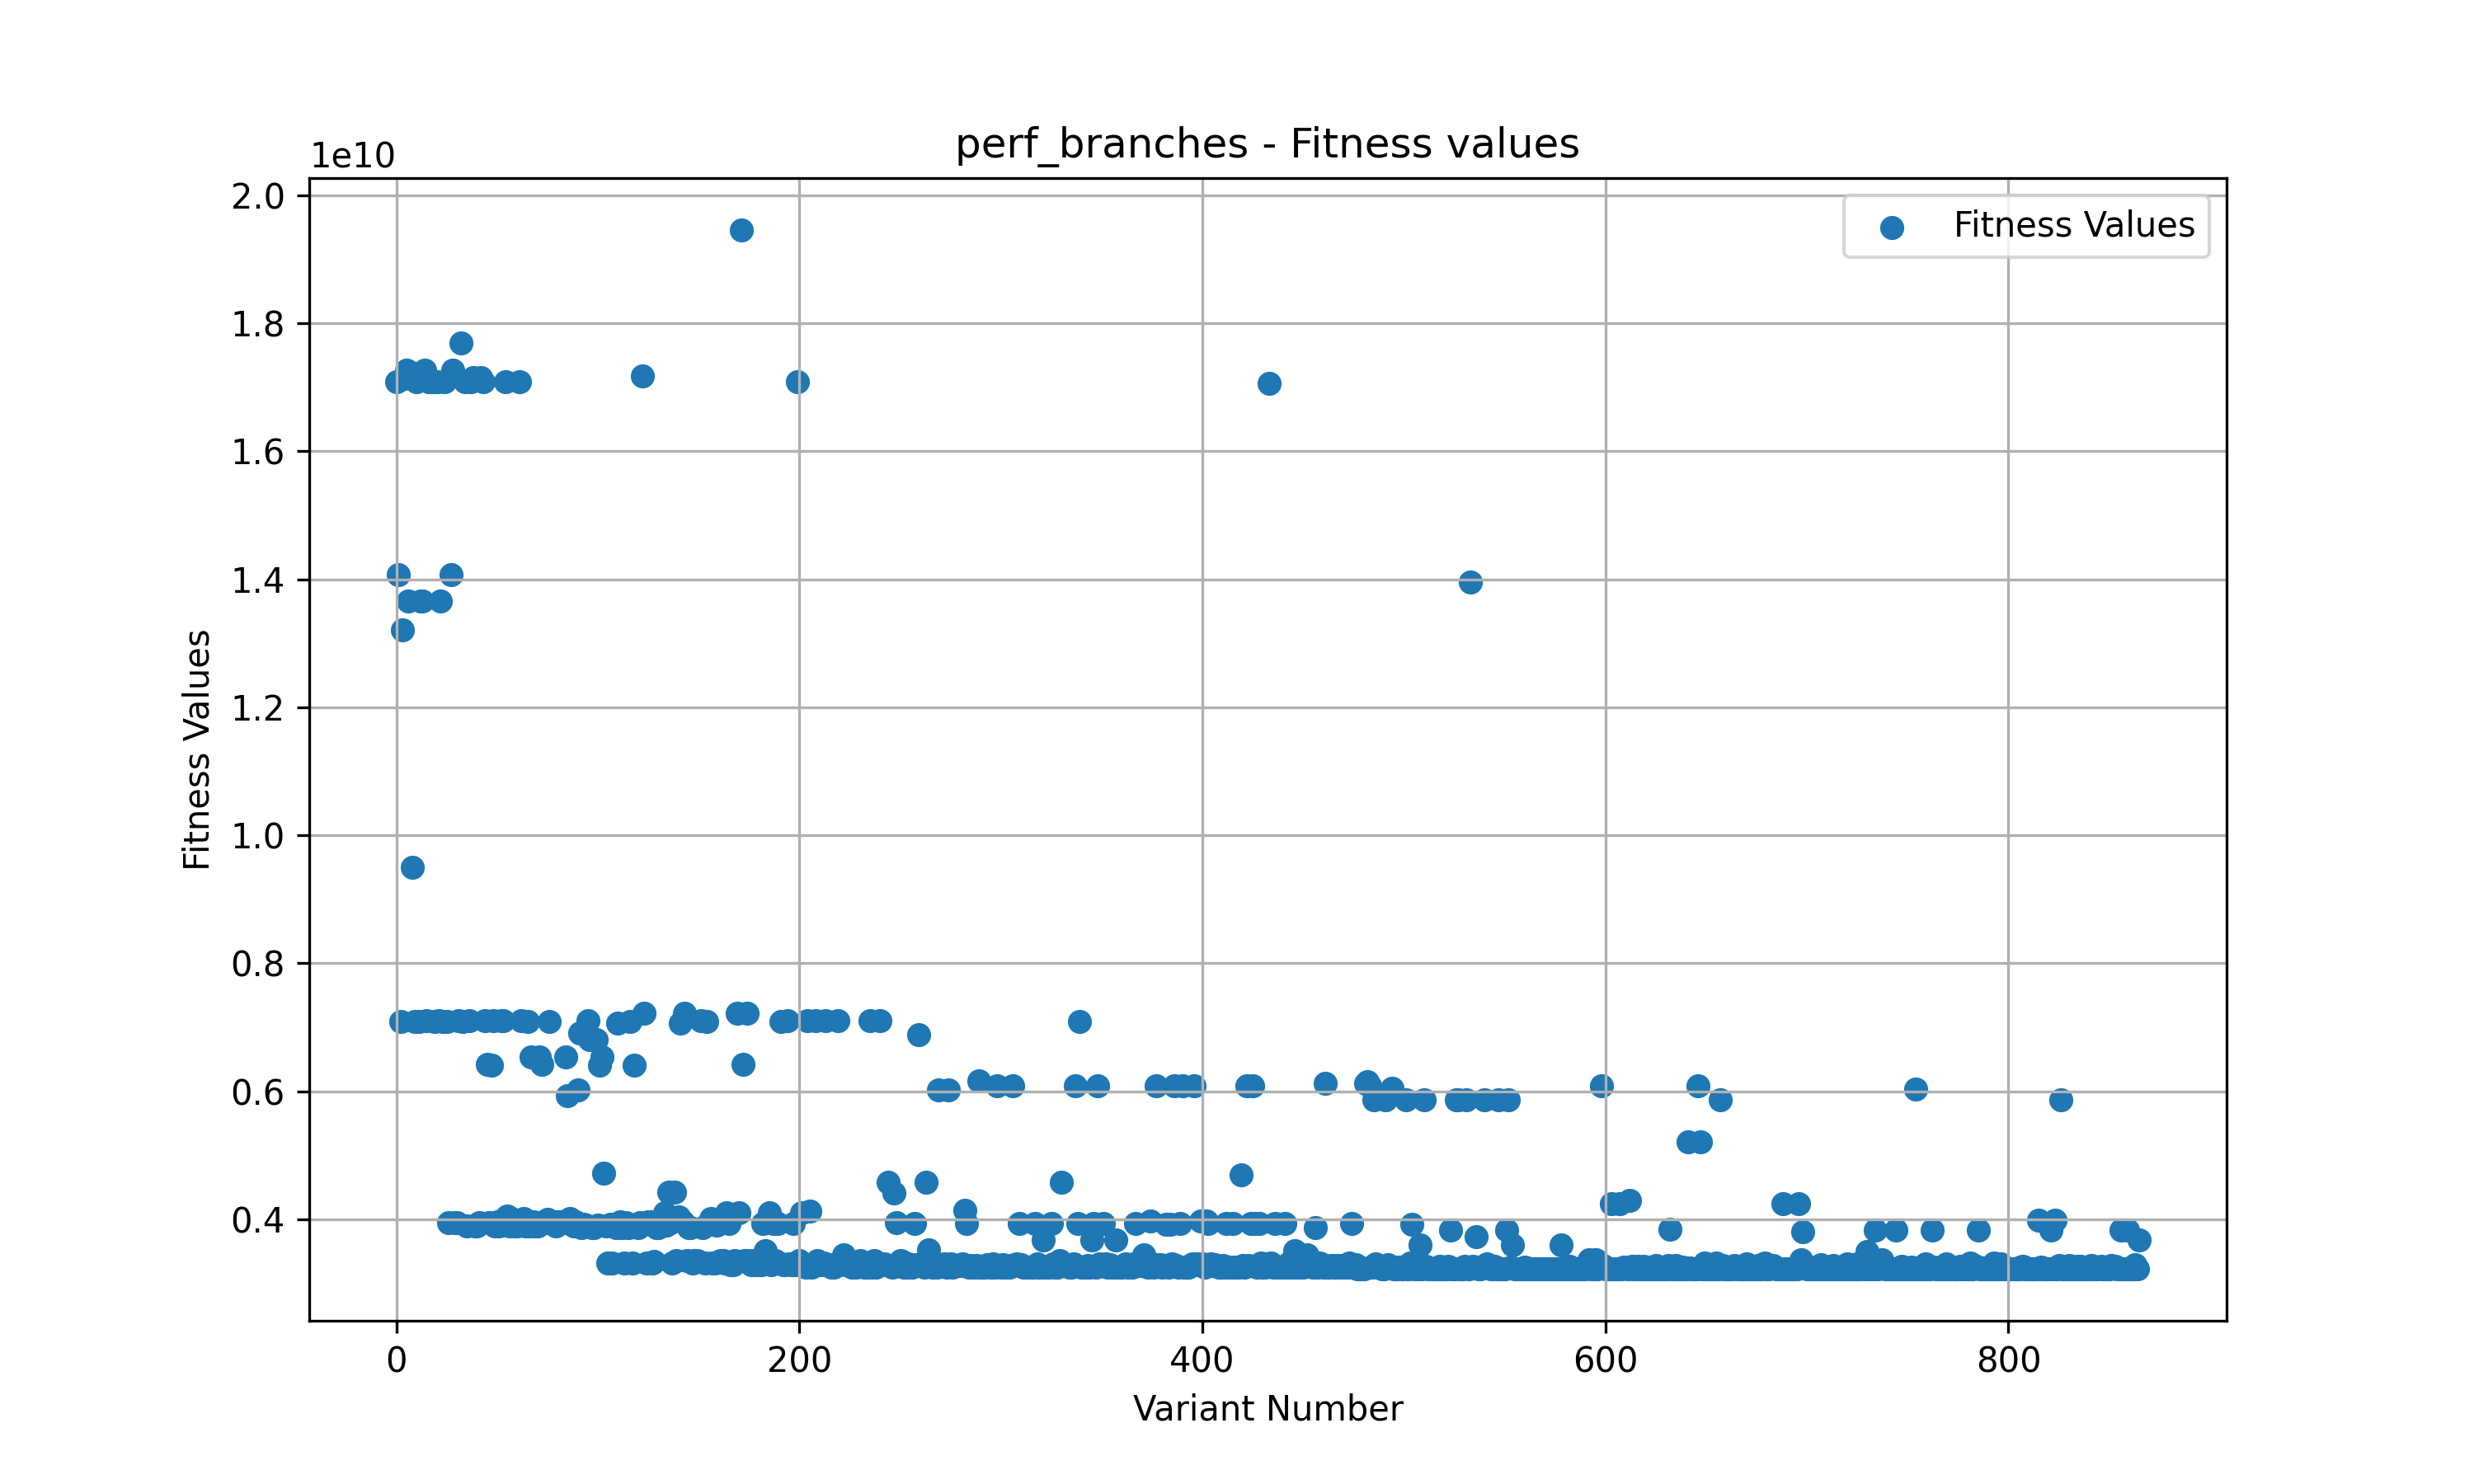 perf_branches - Fitness values
1e10
Fitness Values
2.0
1.8
1.6
1.4
1.2
1.0
0.8
0.6
0.4
Fitness Values
0 200 400 600 800
Variant Number